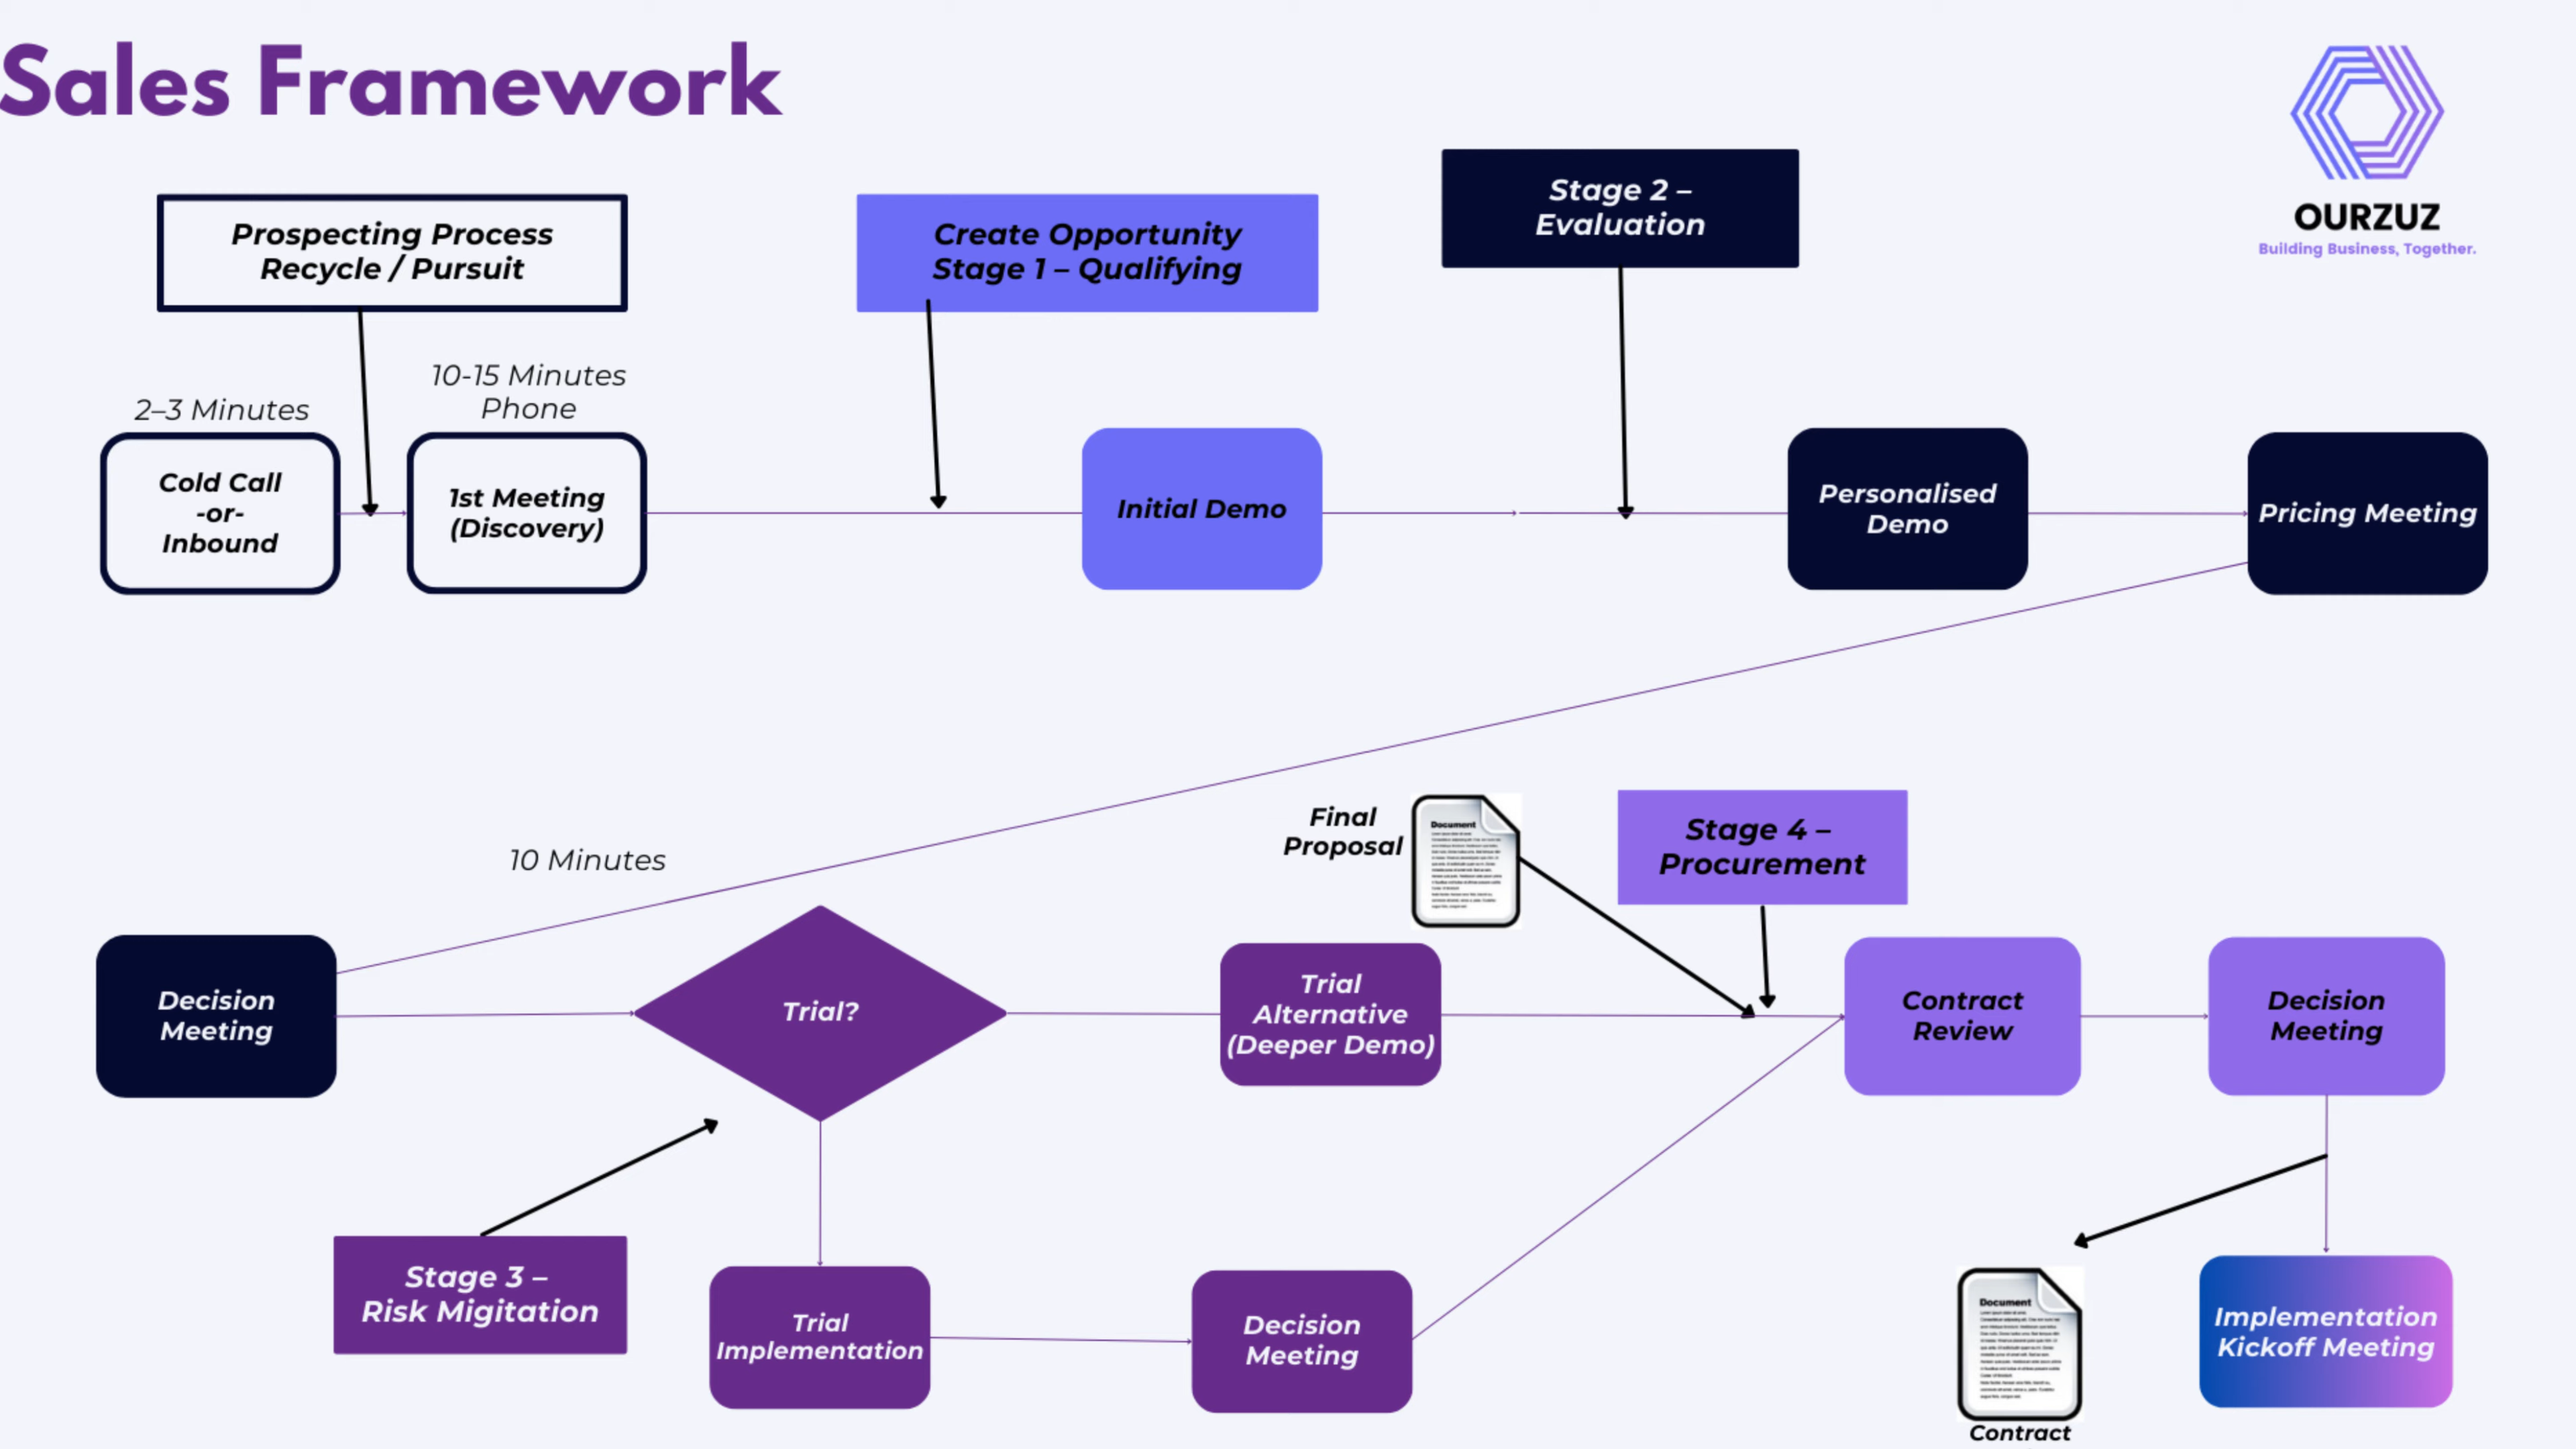 Sales Framework
OURZUZ
Building Business, Together.
Prospecting Process
Recycle / Pursuit
Create Opportunity
Stage 1 – Qualifying
Stage 2 –
Evaluation
2–3 Minutes
10-15 Minutes
Phone
Cold Call
-or-
Inbound
1st Meeting
(Discovery)
Initial Demo
Personalised
Demo
Pricing Meeting
10 Minutes
Final
Proposal
Document
Stage 4 –
Procurement
Decision
Meeting
Trial?
Trial
Alternative
(Deeper Demo)
Contract
Review
Decision
Meeting
Stage 3 –
Risk Migitation
Trial
Implementation
Decision
Meeting
Document
Contract
Implementation
Kickoff Meeting